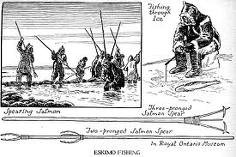 Fishing
through
Ice
Spearing Salmon
Three-pronged
Salmon Spear
Two-pronged Salmon Spear
In Royal Ontario Museum
ESKIMO FISHING